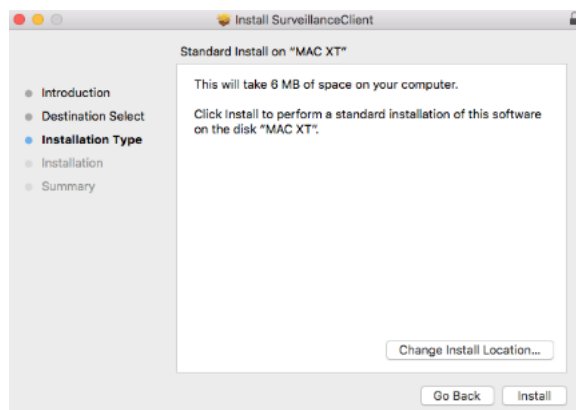 Install SurveillanceClient
Standard Install on “MAC XT”
Introduction
Destination Select
Installation Type
Installation
Summary
This will take 6 MB of space on your computer.
Click Install to perform a standard installation of this software
on the disk “MAC XT”.
Change Install Location...
Go Back
Install